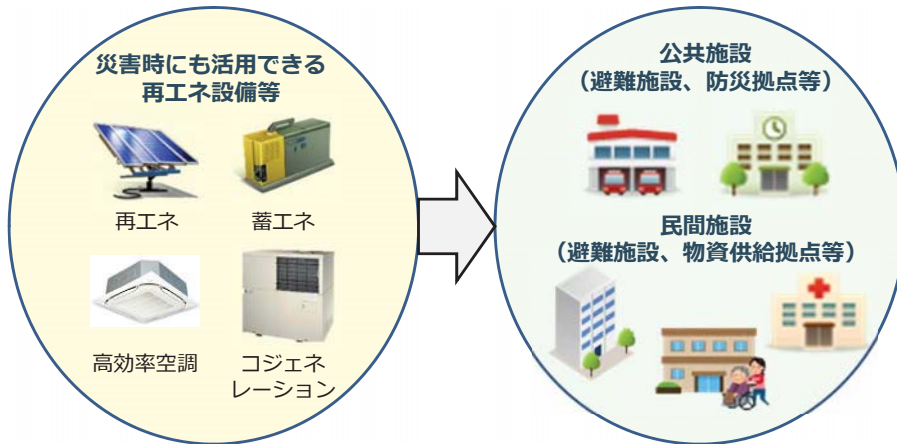 災害時にも活用できる
再エネ設備等
再エネ
蓄エネ
高効率空調
コジェネ
レーション
公共施設
（避難施設、防災拠点等）
民間施設
（避難施設、物資供給拠点等）